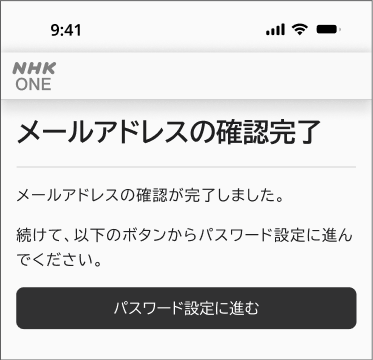 9:41
NHK
ONE
メールアドレスの確認完了
メールアドレスの確認が完了しました。
続けて、以下のボタンからパスワード設定に進ん
でください。
パスワード設定に進む